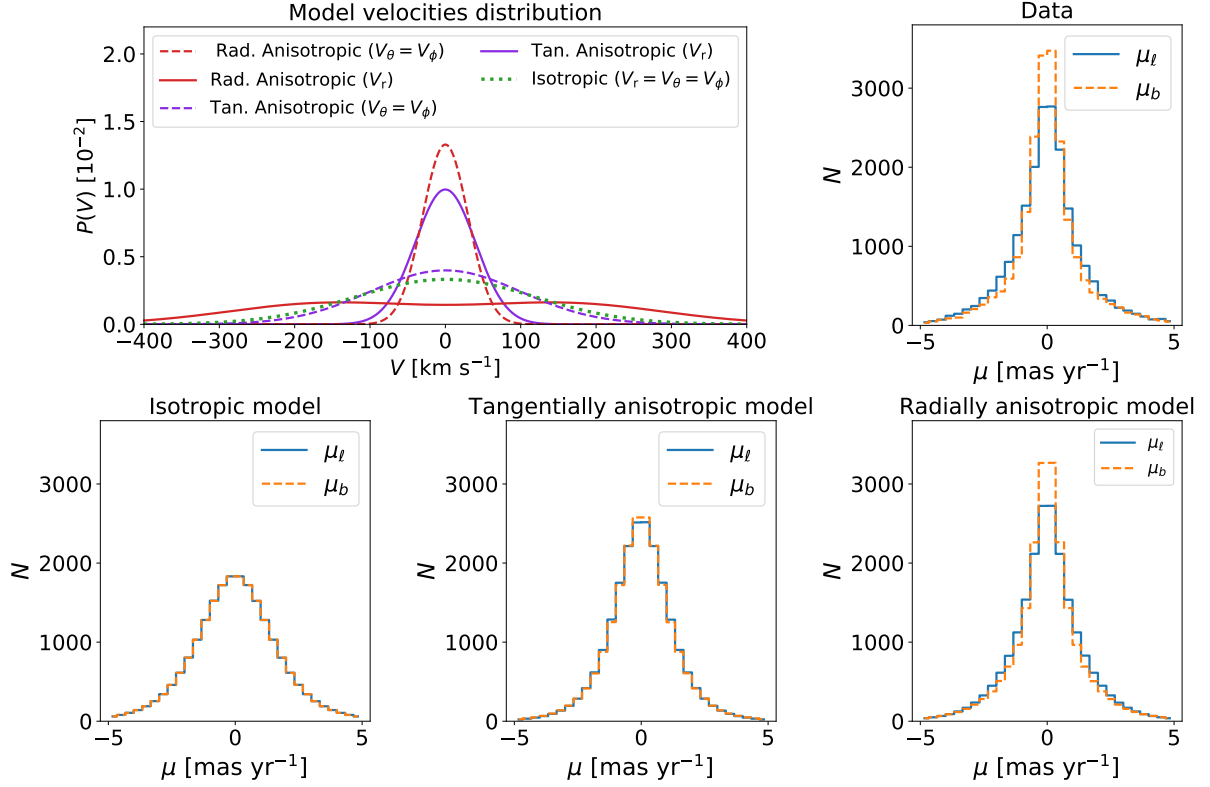 Model velocities distribution
P(V) [10⁻²]
2.0
1.5
1.0
0.5
0.0
Rad. Anisotropic (V_θ = V_ϕ)
Rad. Anisotropic (V_r)
Tan. Anisotropic (V_θ = V_ϕ)
Tan. Anisotropic (V_r)
Isotropic (V_r = V_θ = V_ϕ)
−400 −300 −200 −100 0 100 200 300 400
V [km s⁻¹]
Data
N
3000
2000
1000
0
μ_ℓ
μ_b
−5 0 5
μ [mas yr⁻¹]
Isotropic model
N
3000
2000
1000
0
μ_ℓ
μ_b
−5 0 5
μ [mas yr⁻¹]
Tangentially anisotropic model
N
3000
2000
1000
0
μ_ℓ
μ_b
−5 0 5
μ [mas yr⁻¹]
Radially anisotropic model
N
3000
2000
1000
0
μ_ℓ
μ_b
−5 0 5
μ [mas yr⁻¹]